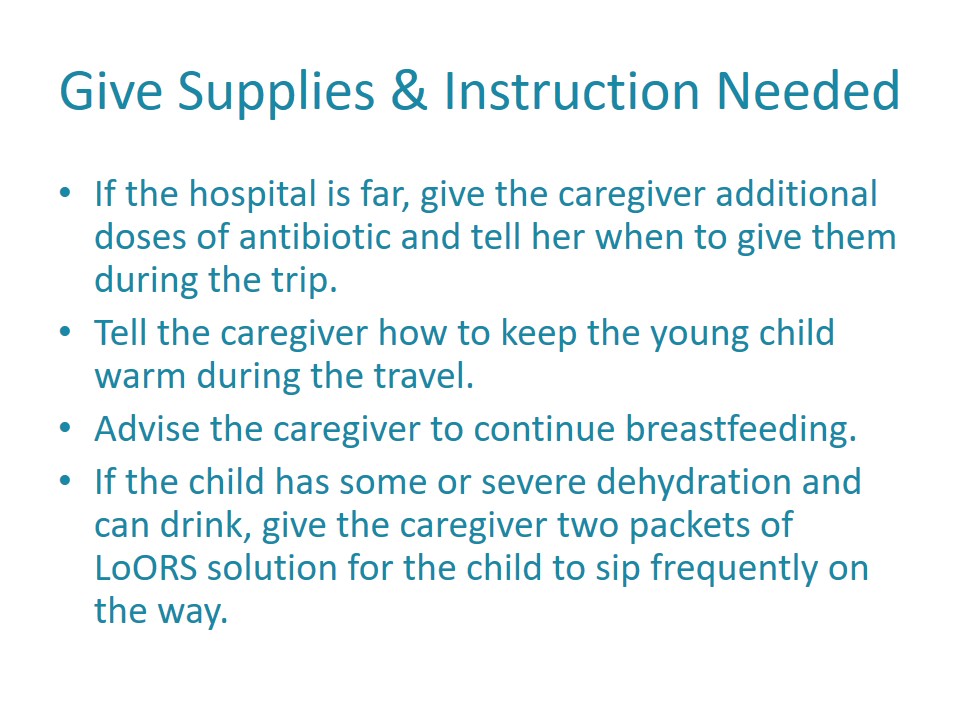 Give Supplies & Instruction Needed
• If the hospital is far, give the caregiver additional
doses of antibiotic and tell her when to give them
during the trip.
• Tell the caregiver how to keep the young child
warm during the travel.
• Advise the caregiver to continue breastfeeding.
• If the child has some or severe dehydration and
can drink, give the caregiver two packets of
LoORS solution for the child to sip frequently on
the way.